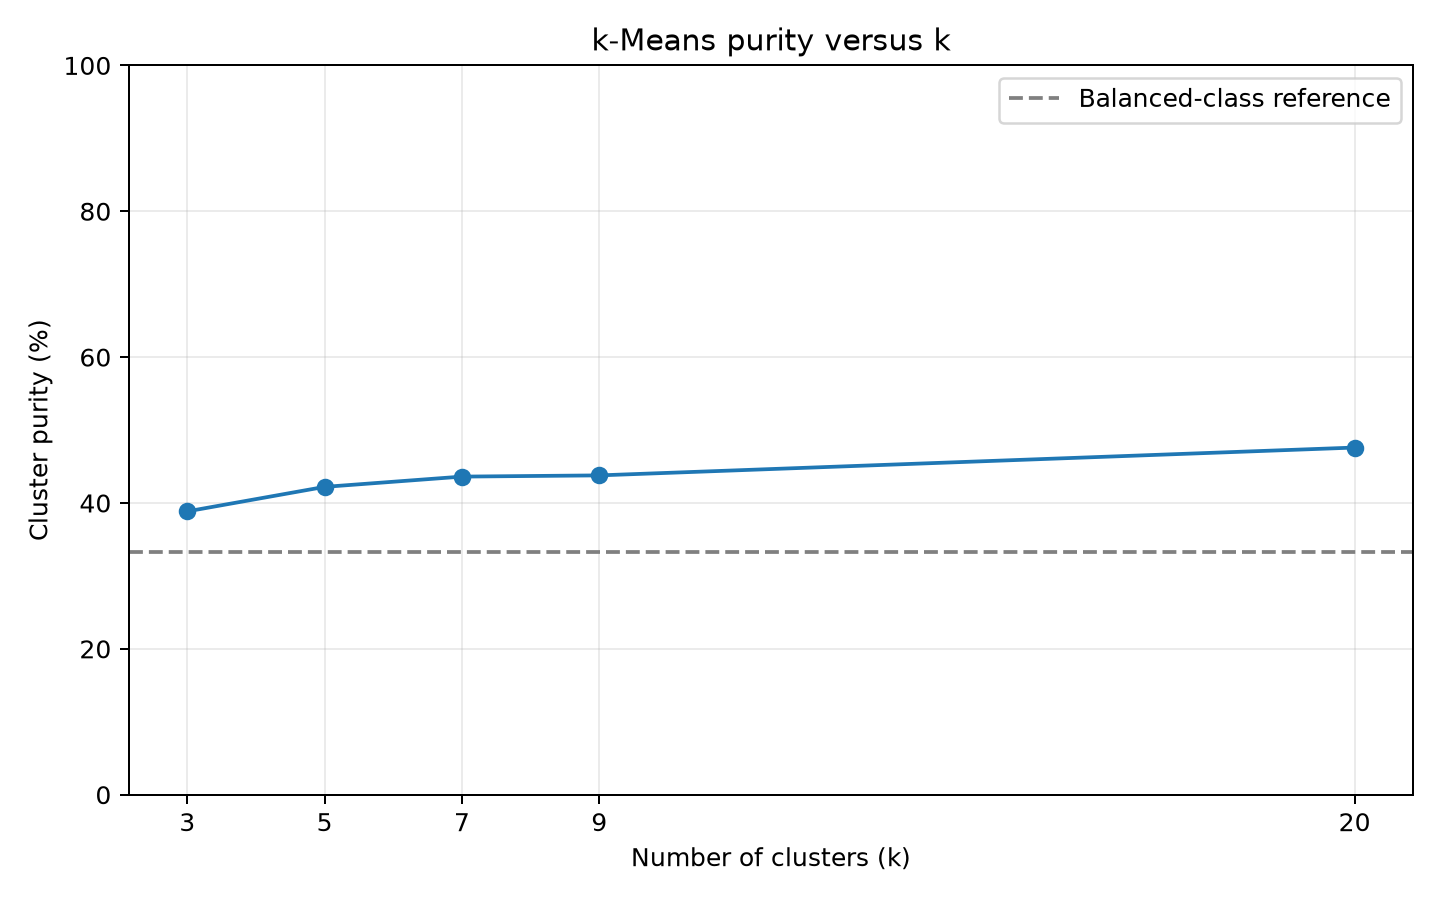 k-Means purity versus k
Balanced-class reference
100
80
60
40
20
0
Cluster purity (%)
3 5 7 9 20
Number of clusters (k)